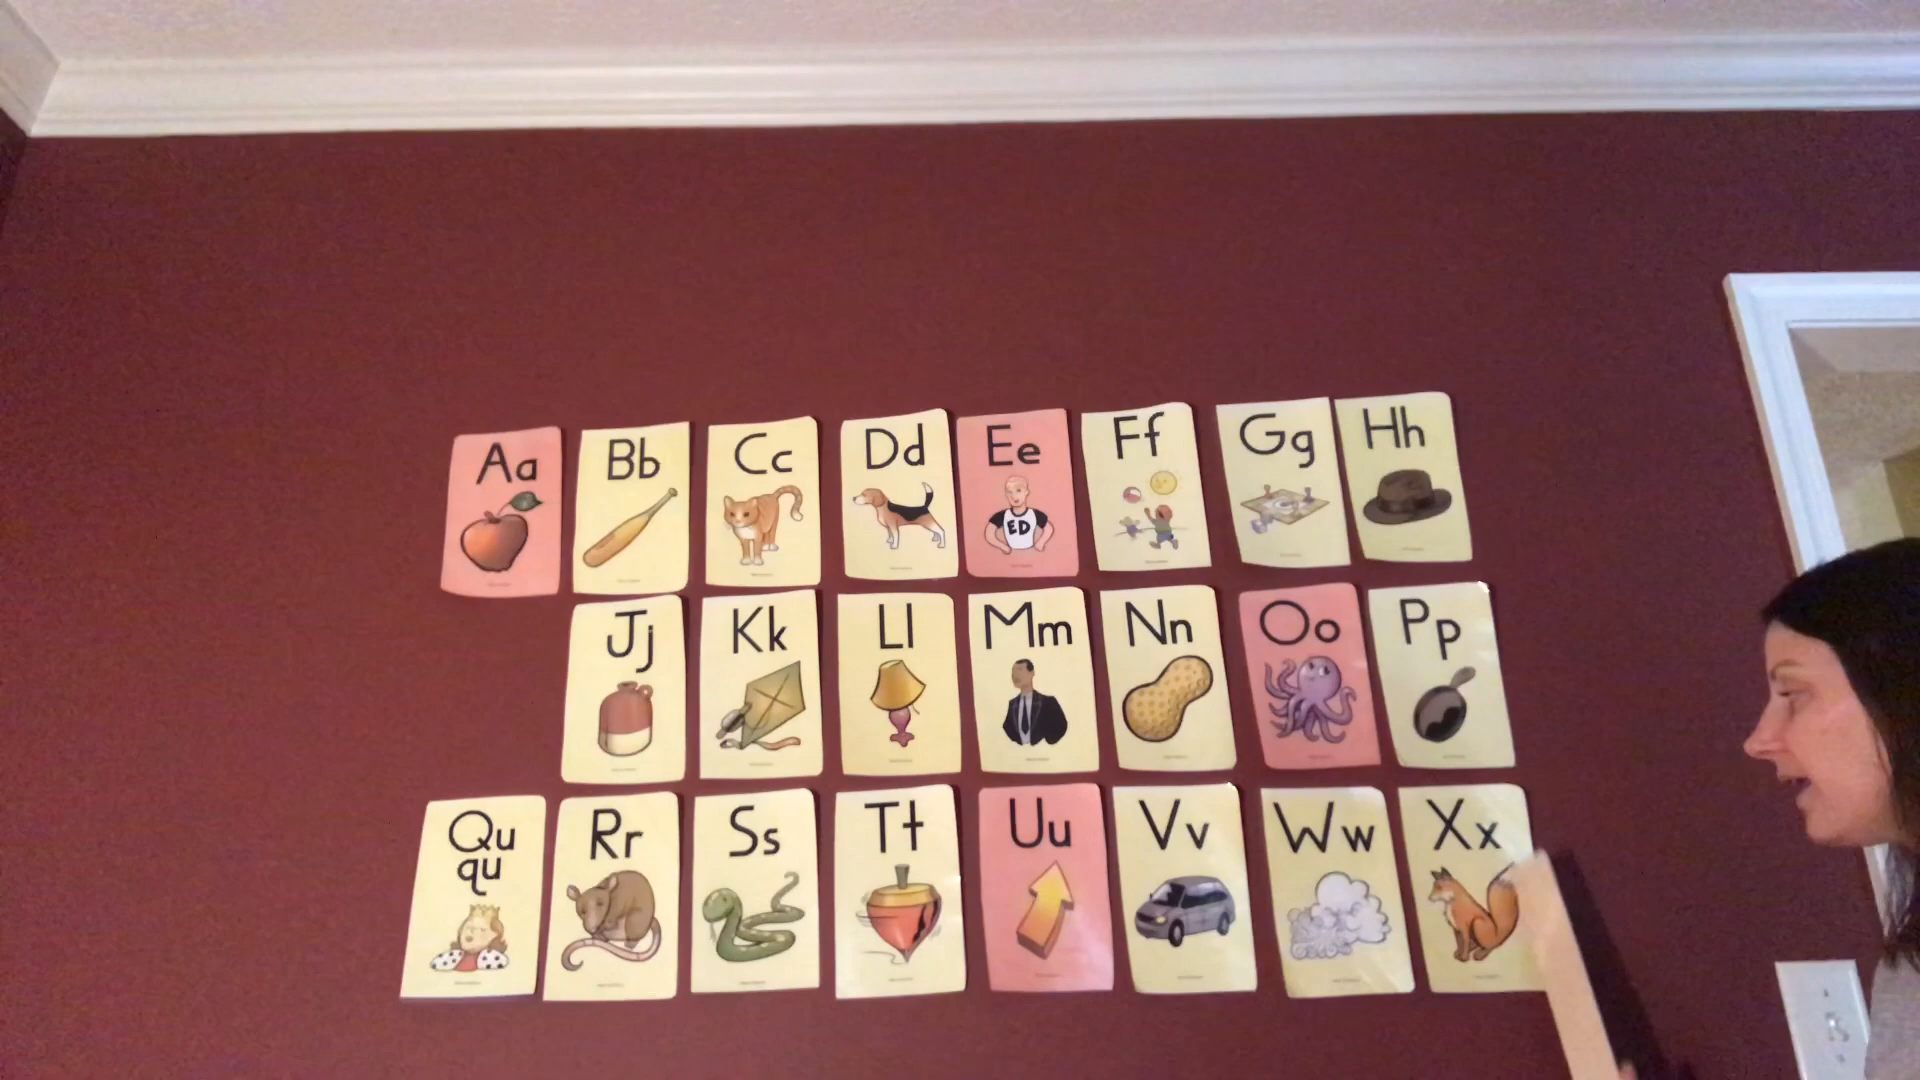 Aa
Bb
Cc
Dd
Ee
ED
Ff
Gg
Hh
Jj
Kk
Ll
Mm
Nn
Oo
Pp
Qu
qu
Rr
Ss
Tt
Uu
Vv
Ww
Xx